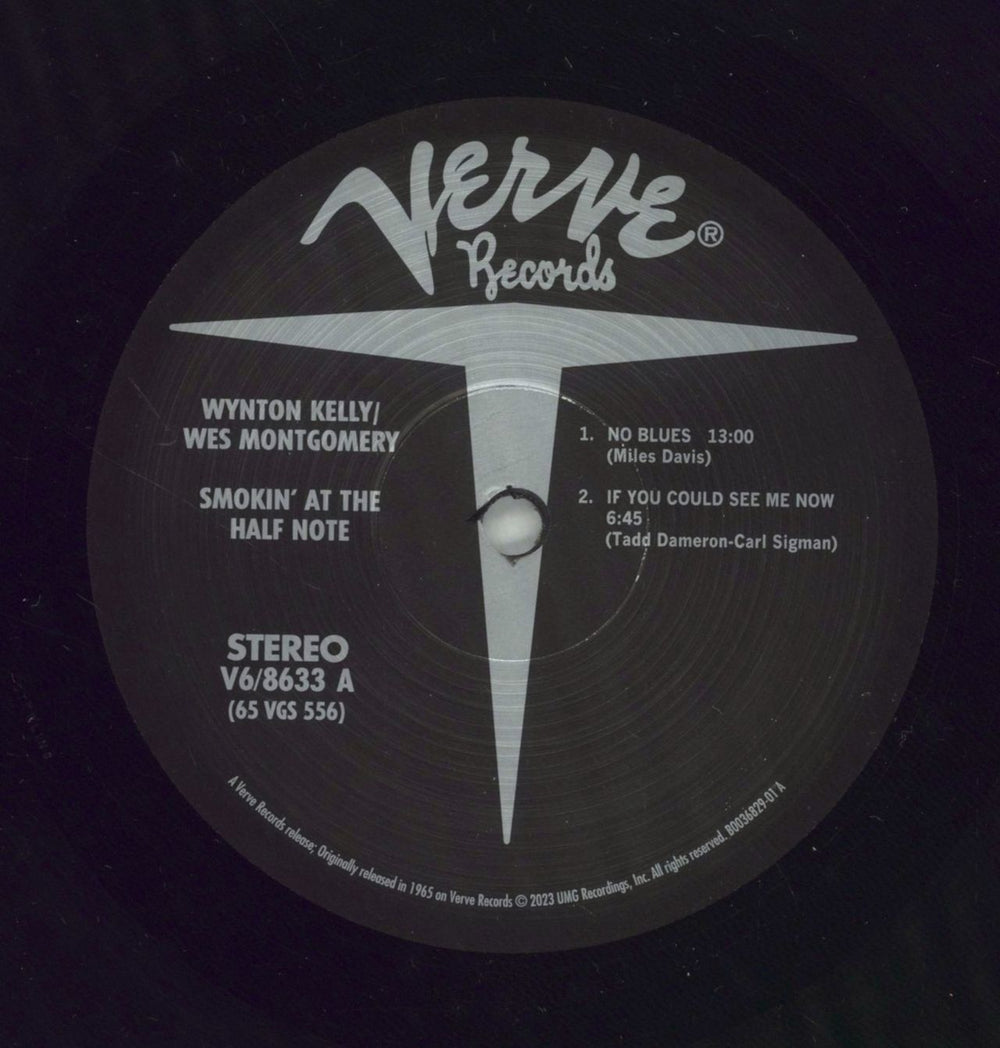 Verve®
Records
WYNTON KELLY/
WES MONTGOMERY
SMOKIN' AT THE
HALF NOTE
STEREO
V6/8633 A
(65 VGS 556)
1. NO BLUES 13:00
(Miles Davis)
2. IF YOU COULD SEE ME NOW
6:45
(Tadd Dameron-Carl Sigman)
A Verve Records release; Originally released in 1965 on Verve Records © 2023 UMG Recordings, Inc. All rights reserved. B0036829-01 A